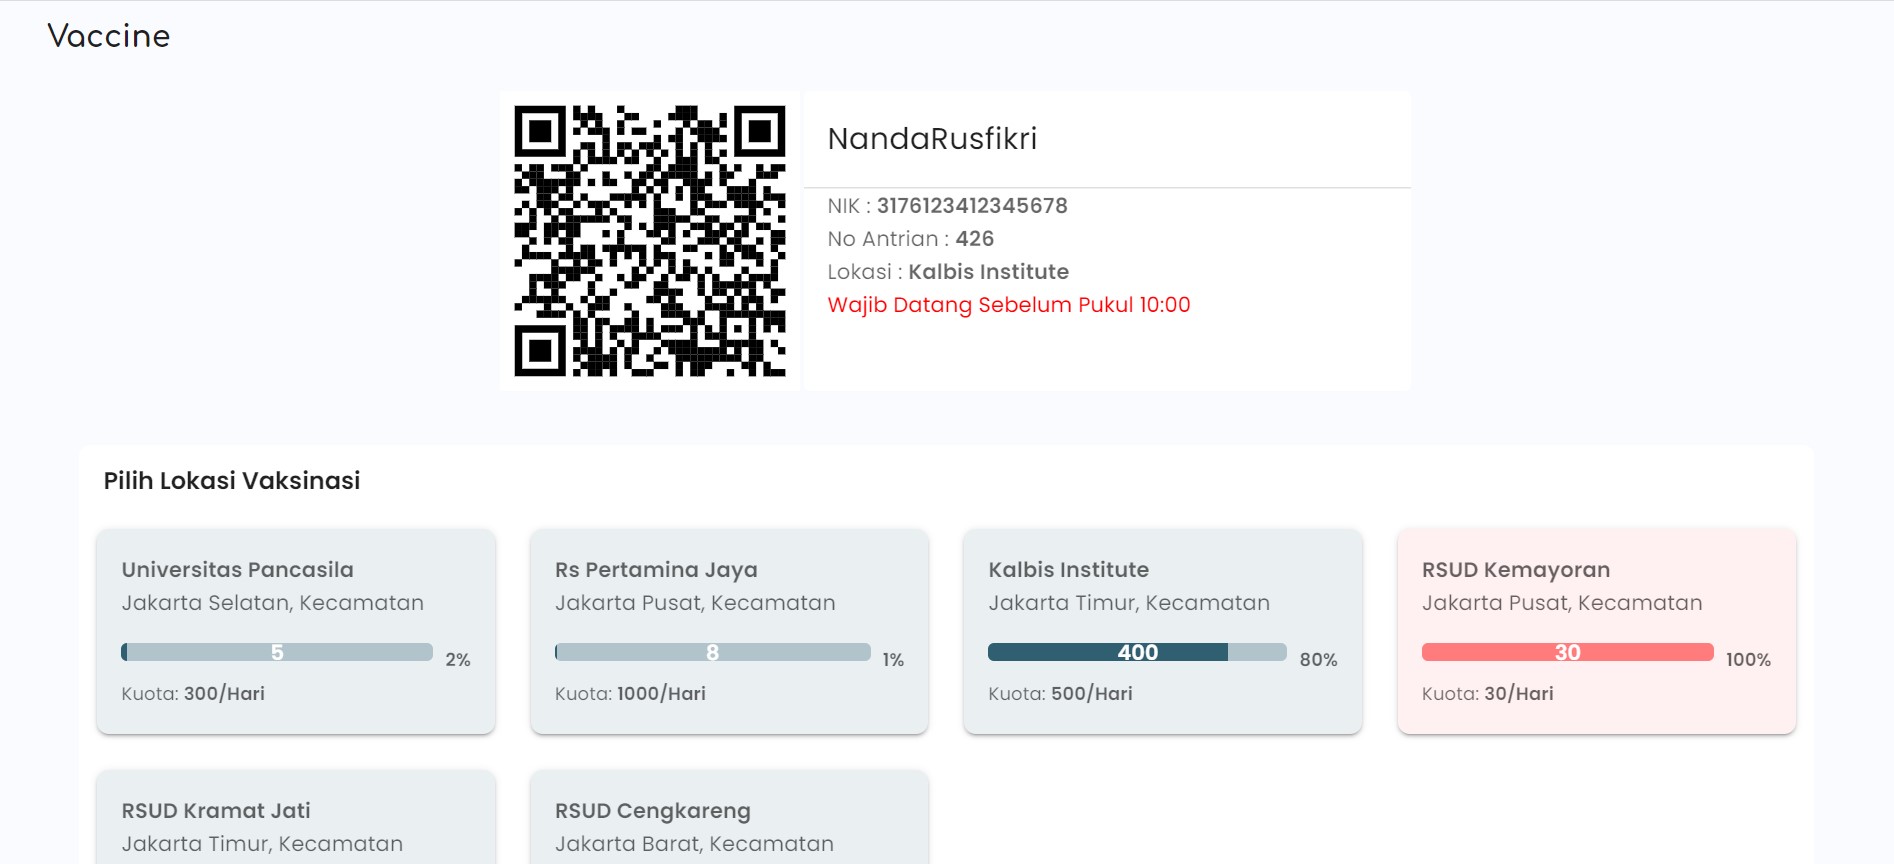 Vaccine
NandaRusfikri
NIK : 3176123412345678
No Antrian : 426
Lokasi : Kalbis Institute
Wajib Datang Sebelum Pukul 10:00
Pilih Lokasi Vaksinasi
Universitas Pancasila
Jakarta Selatan, Kecamatan
5 2%
Kuota: 300/Hari
Rs Pertamina Jaya
Jakarta Pusat, Kecamatan
8 1%
Kuota: 1000/Hari
Kalbis Institute
Jakarta Timur, Kecamatan
400 80%
Kuota: 500/Hari
RSUD Kemayoran
Jakarta Pusat, Kecamatan
30 100%
Kuota: 30/Hari
RSUD Kramat Jati
Jakarta Timur, Kecamatan
RSUD Cengkareng
Jakarta Barat, Kecamatan